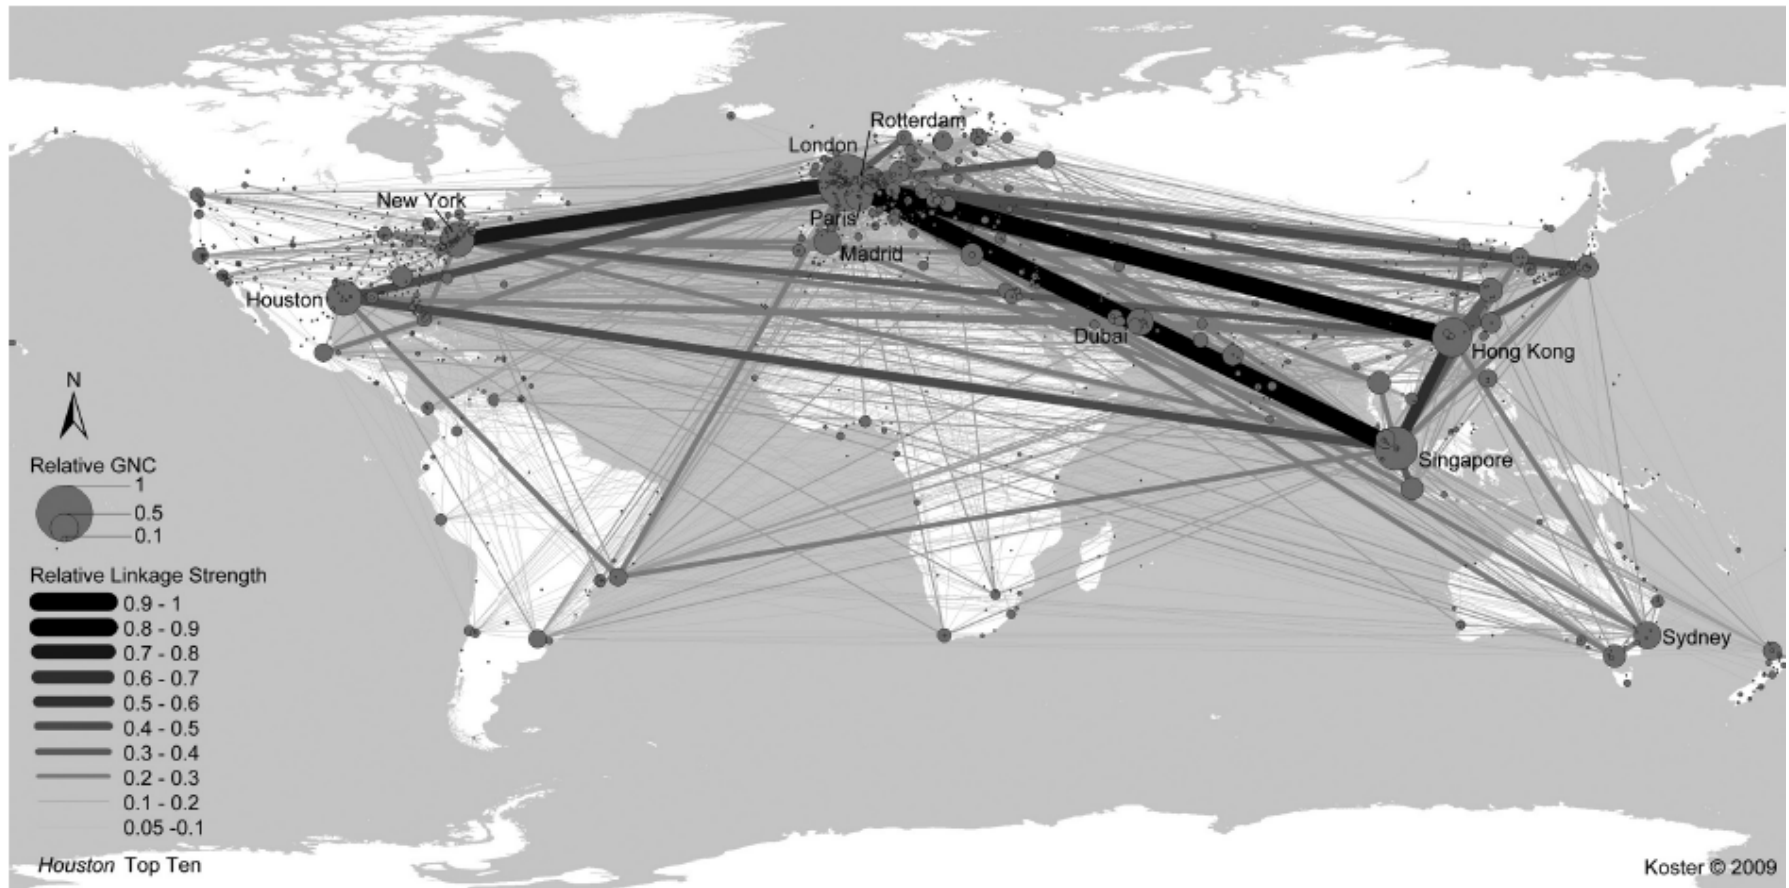 Rotterdam
London
New York
Paris
Madrid
Houston
Dubai
Hong Kong
Singapore
Sydney
N
Relative GNC
1
0.5
0.1
Relative Linkage Strength
0.9 - 1
0.8 - 0.9
0.7 - 0.8
0.6 - 0.7
0.5 - 0.6
0.4 - 0.5
0.3 - 0.4
0.2 - 0.3
0.1 - 0.2
0.05 -0.1
Houston Top Ten
Koster © 2009